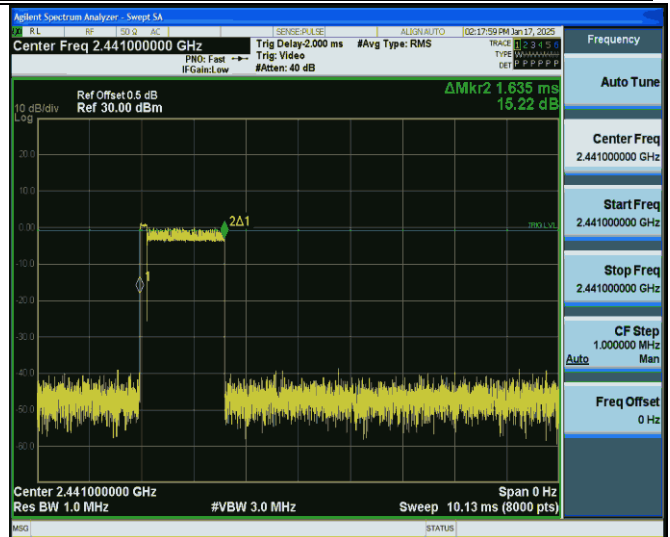 Agilent Spectrum Analyzer - Swept SA
RL RF 50 Ω AC SENSE:PULSE ALIGN AUTO 02:17:59 PM Jan 17, 2025
Center Freq 2.441000000 GHz
PNO: Fast
IFGain:Low
Trig Delay-2.000 ms
Trig: Video
#Atten: 40 dB
#Avg Type: RMS
TRACE 1 2 3 4 5 6
TYPE
DET P P P P P P
Frequency
Auto Tune
Center Freq
2.441000000 GHz
Start Freq
2.441000000 GHz
Stop Freq
2.441000000 GHz
CF Step
1.000000 MHz
Auto Man
Freq Offset
0 Hz
ΔMkr2 1.635 ms
15.22 dB
Ref Offset 0.5 dB
10 dB/div Ref 30.00 dBm
Log
20.0
10.0
0.00
2Δ1
TRIG LVL
-10.0
1
-20.0
-30.0
-40.0
-50.0
-60.0
Center 2.441000000 GHz Span 0 Hz
Res BW 1.0 MHz #VBW 3.0 MHz Sweep 10.13 ms (8000 pts)
MSG STATUS